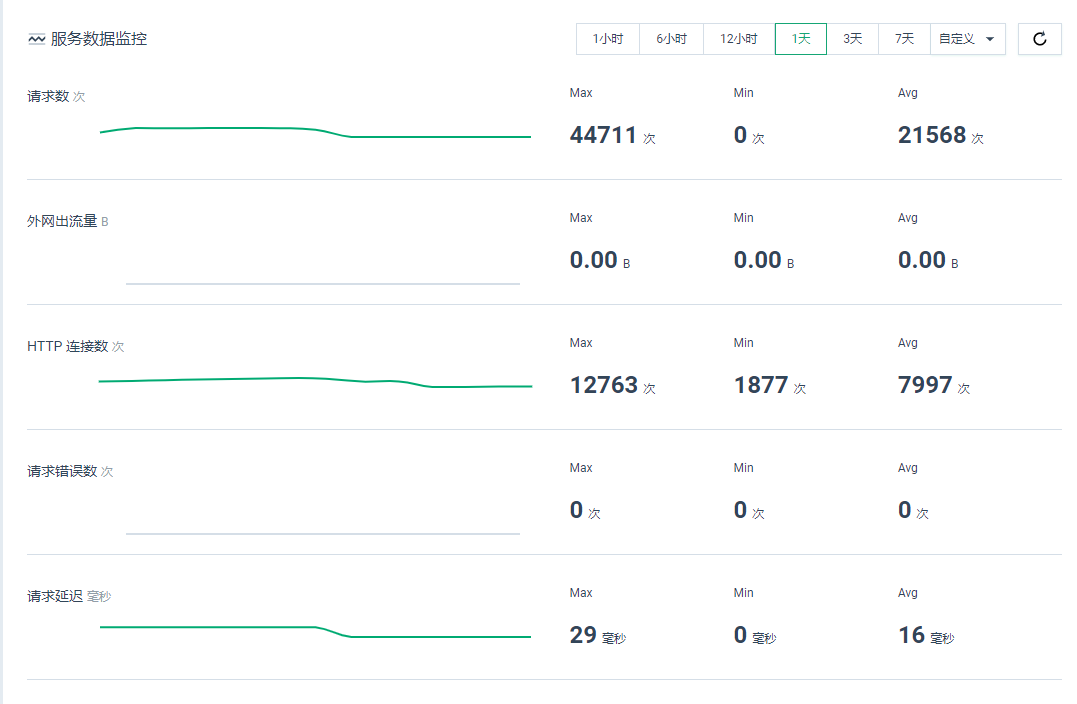 服务数据监控
1小时 6小时 12小时 1天 3天 7天 自定义
请求数 次
Max Min Avg
44711 次 0 次 21568 次
外网出流量 B
Max Min Avg
0.00 B 0.00 B 0.00 B
HTTP 连接数 次
Max Min Avg
12763 次 1877 次 7997 次
请求错误数 次
Max Min Avg
0 次 0 次 0 次
请求延迟 毫秒
Max Min Avg
29 毫秒 0 毫秒 16 毫秒